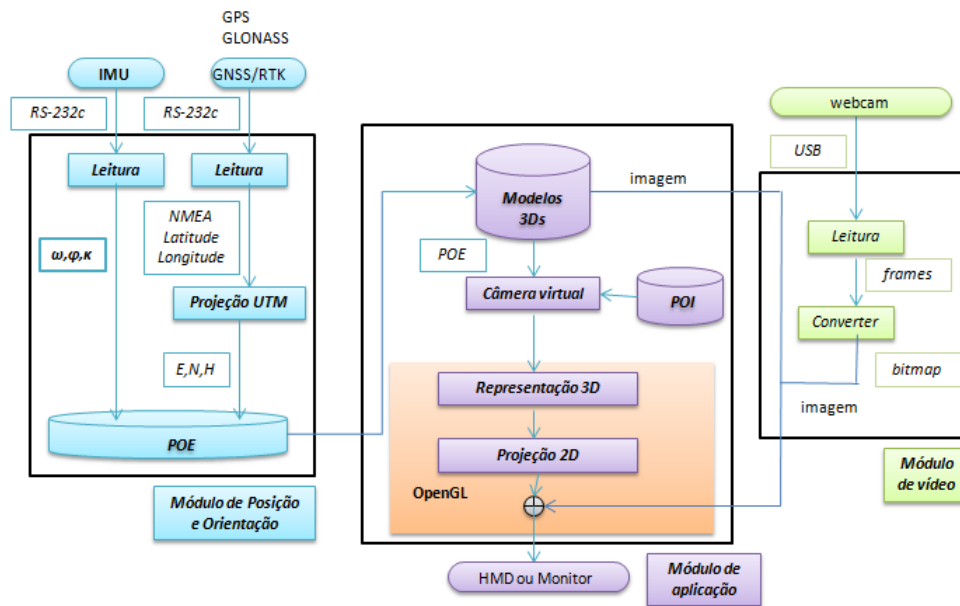 GPS
GLONASS
IMU
GNSS/RTK
RS-232c
RS-232c
Leitura
Leitura
NMEA
Latitude
Longitude
ω,φ,κ
Projeção UTM
E,N,H
POE
Módulo de Posição
e Orientação
Modelos
3Ds
imagem
POE
Câmera virtual
POI
Representação 3D
Projeção 2D
OpenGL
HMD ou Monitor
Módulo de
aplicação
webcam
USB
Leitura
frames
Converter
bitmap
imagem
Módulo
de vídeo